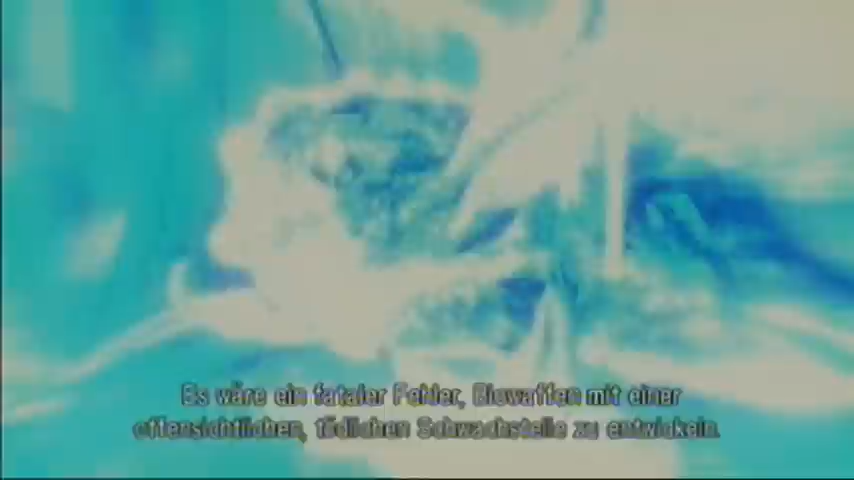 Es wäre ein fataler Fehler, Biowaffen mit einer
offensichtlichen, tödlichen Schwachstelle zu entwickeln.